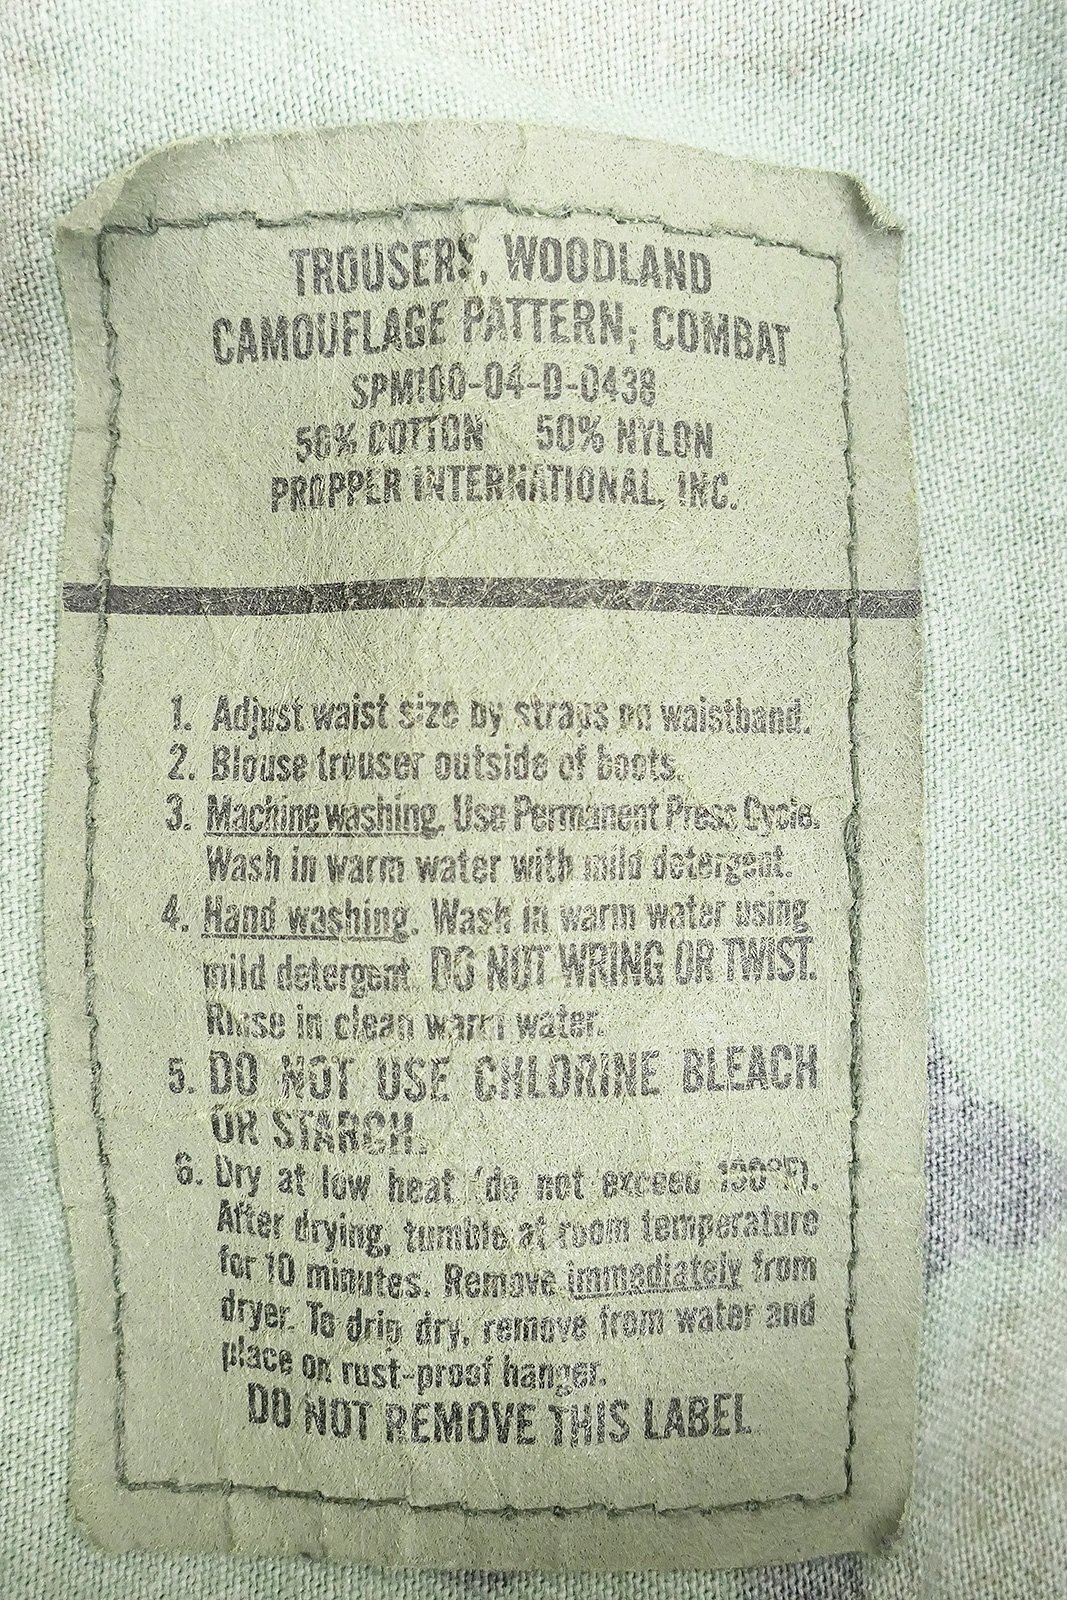 TROUSERS, WOODLAND
CAMOUFLAGE PATTERN; COMBAT
SPM100-04-D-0438
50% COTTON 50% NYLON
PROPPER INTERNATIONAL, INC.
1. Adjust waist size by straps on waistband.
2. Blouse trouser outside of boots.
3. Machine washing. Use Permanent Press Cycle.
Wash in warm water with mild detergent.
4. Hand washing. Wash in warm water using
mild detergent. DO NOT WRING OR TWIST.
Rinse in clean warm water.
5. DO NOT USE CHLORINE BLEACH
OR STARCH.
6. Dry at low heat (do not exceed 130°F).
After drying, tumble at room temperature
for 10 minutes. Remove immediately from
dryer. To drip dry, remove from water and
place on rust-proof hanger.
DO NOT REMOVE THIS LABEL